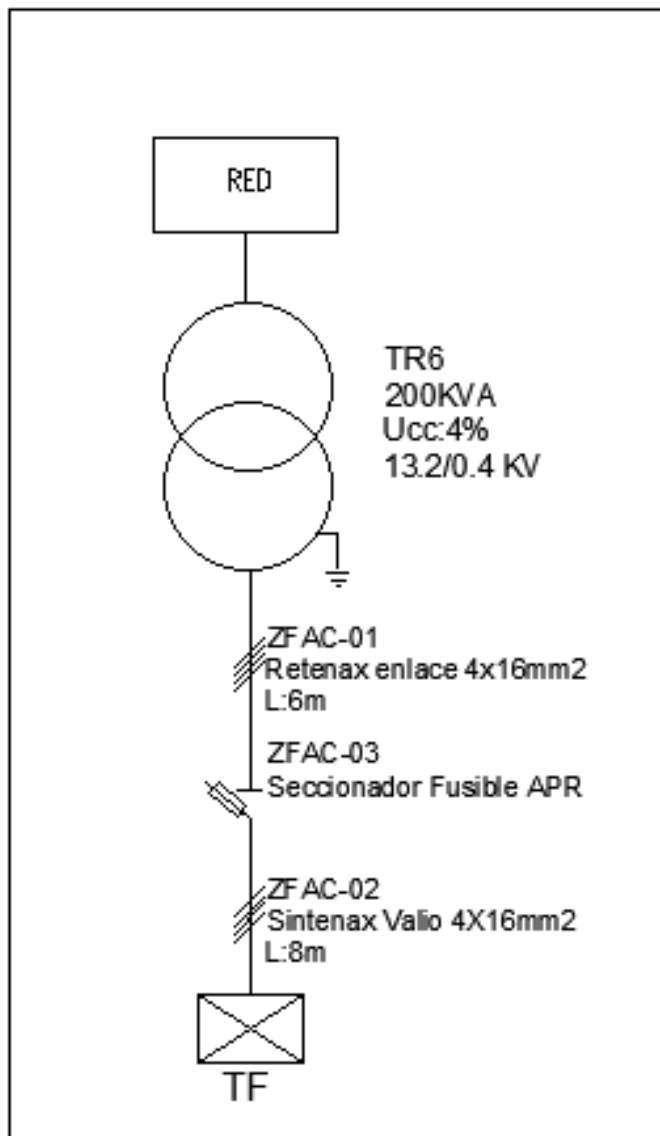 RED
TR6
200KVA
Ucc:4%
13.2/0.4 KV
ZFAC-01
Retenax enlace 4x16mm2
L:6m
ZFAC-03
Seccionador Fusible APR
ZFAC-02
Sintenax Valio 4X16mm2
L:8m
TF